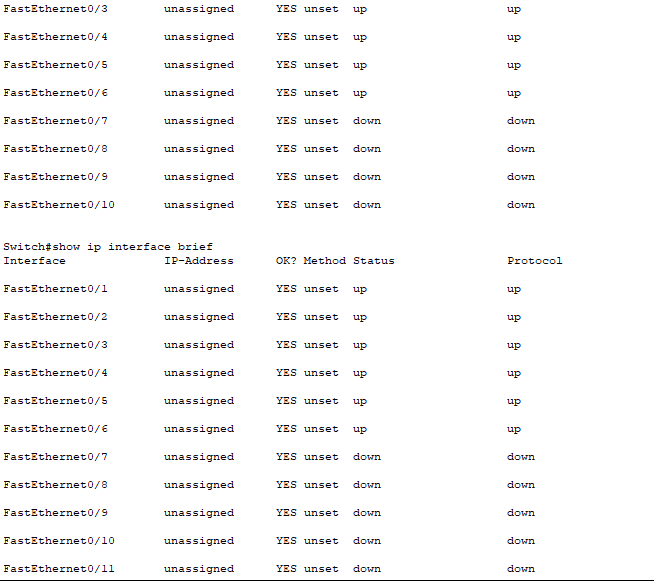 FastEthernet0/3 unassigned YES unset up up
FastEthernet0/4 unassigned YES unset up up
FastEthernet0/5 unassigned YES unset up up
FastEthernet0/6 unassigned YES unset up up
FastEthernet0/7 unassigned YES unset down down
FastEthernet0/8 unassigned YES unset down down
FastEthernet0/9 unassigned YES unset down down
FastEthernet0/10 unassigned YES unset down down
Switch#show ip interface brief
Interface IP-Address OK? Method Status Protocol
FastEthernet0/1 unassigned YES unset up up
FastEthernet0/2 unassigned YES unset up up
FastEthernet0/3 unassigned YES unset up up
FastEthernet0/4 unassigned YES unset up up
FastEthernet0/5 unassigned YES unset up up
FastEthernet0/6 unassigned YES unset up up
FastEthernet0/7 unassigned YES unset down down
FastEthernet0/8 unassigned YES unset down down
FastEthernet0/9 unassigned YES unset down down
FastEthernet0/10 unassigned YES unset down down
FastEthernet0/11 unassigned YES unset down down